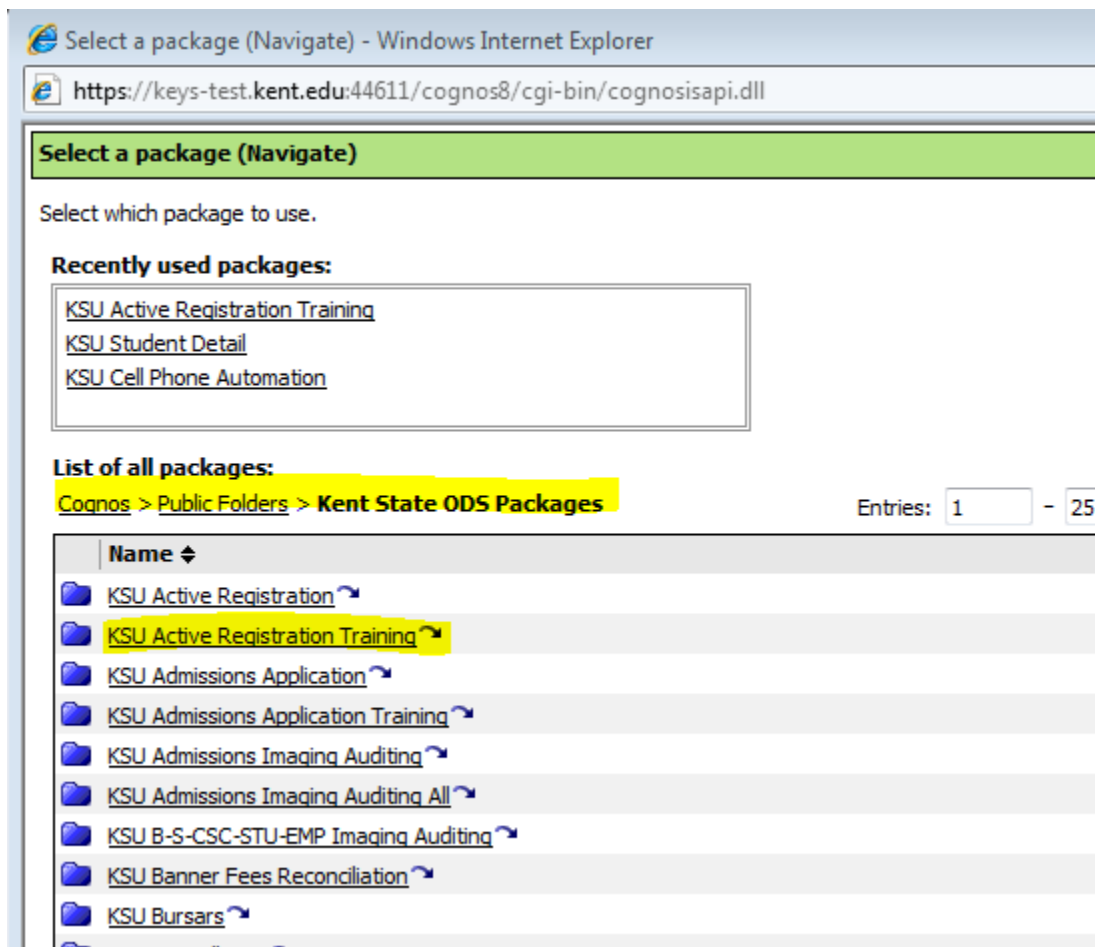 Select a package (Navigate) - Windows Internet Explorer
https://keys-test.kent.edu:44611/cognos8/cgi-bin/cognosisapi.dll
Select a package (Navigate)
Select which package to use.
Recently used packages:
KSU Active Registration Training
KSU Student Detail
KSU Cell Phone Automation
List of all packages:
Cognos > Public Folders > Kent State ODS Packages Entries: 1 - 25
Name
KSU Active Registration
KSU Active Registration Training
KSU Admissions Application
KSU Admissions Application Training
KSU Admissions Imaging Auditing
KSU Admissions Imaging Auditing All
KSU B-S-CSC-STU-EMP Imaging Auditing
KSU Banner Fees Reconciliation
KSU Bursars